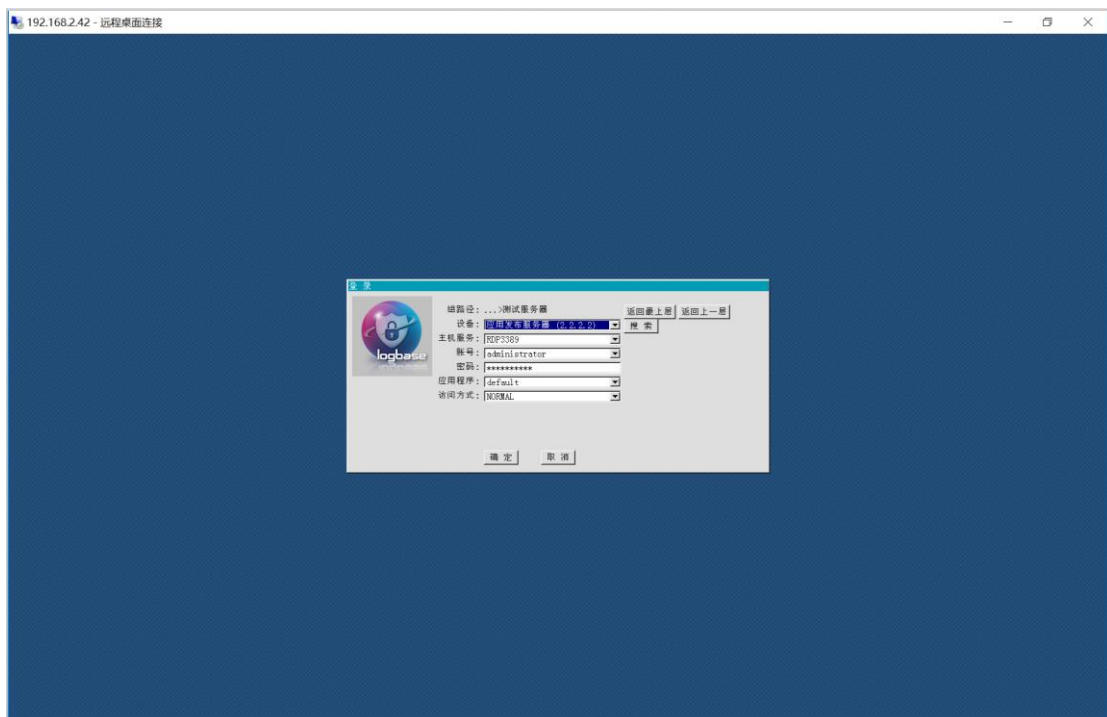 192.168.2.42 - 远程桌面连接
登 录
组路径: ...>测试服务器 返回最上层 返回上一层
设备: 应用发布服务器 (2.2.2.2) 搜 索
主机服务: RDP3389
账号: administrator
密码: **********
应用程序: default
访问方式: NORMAL
logbase
确 定 取 消